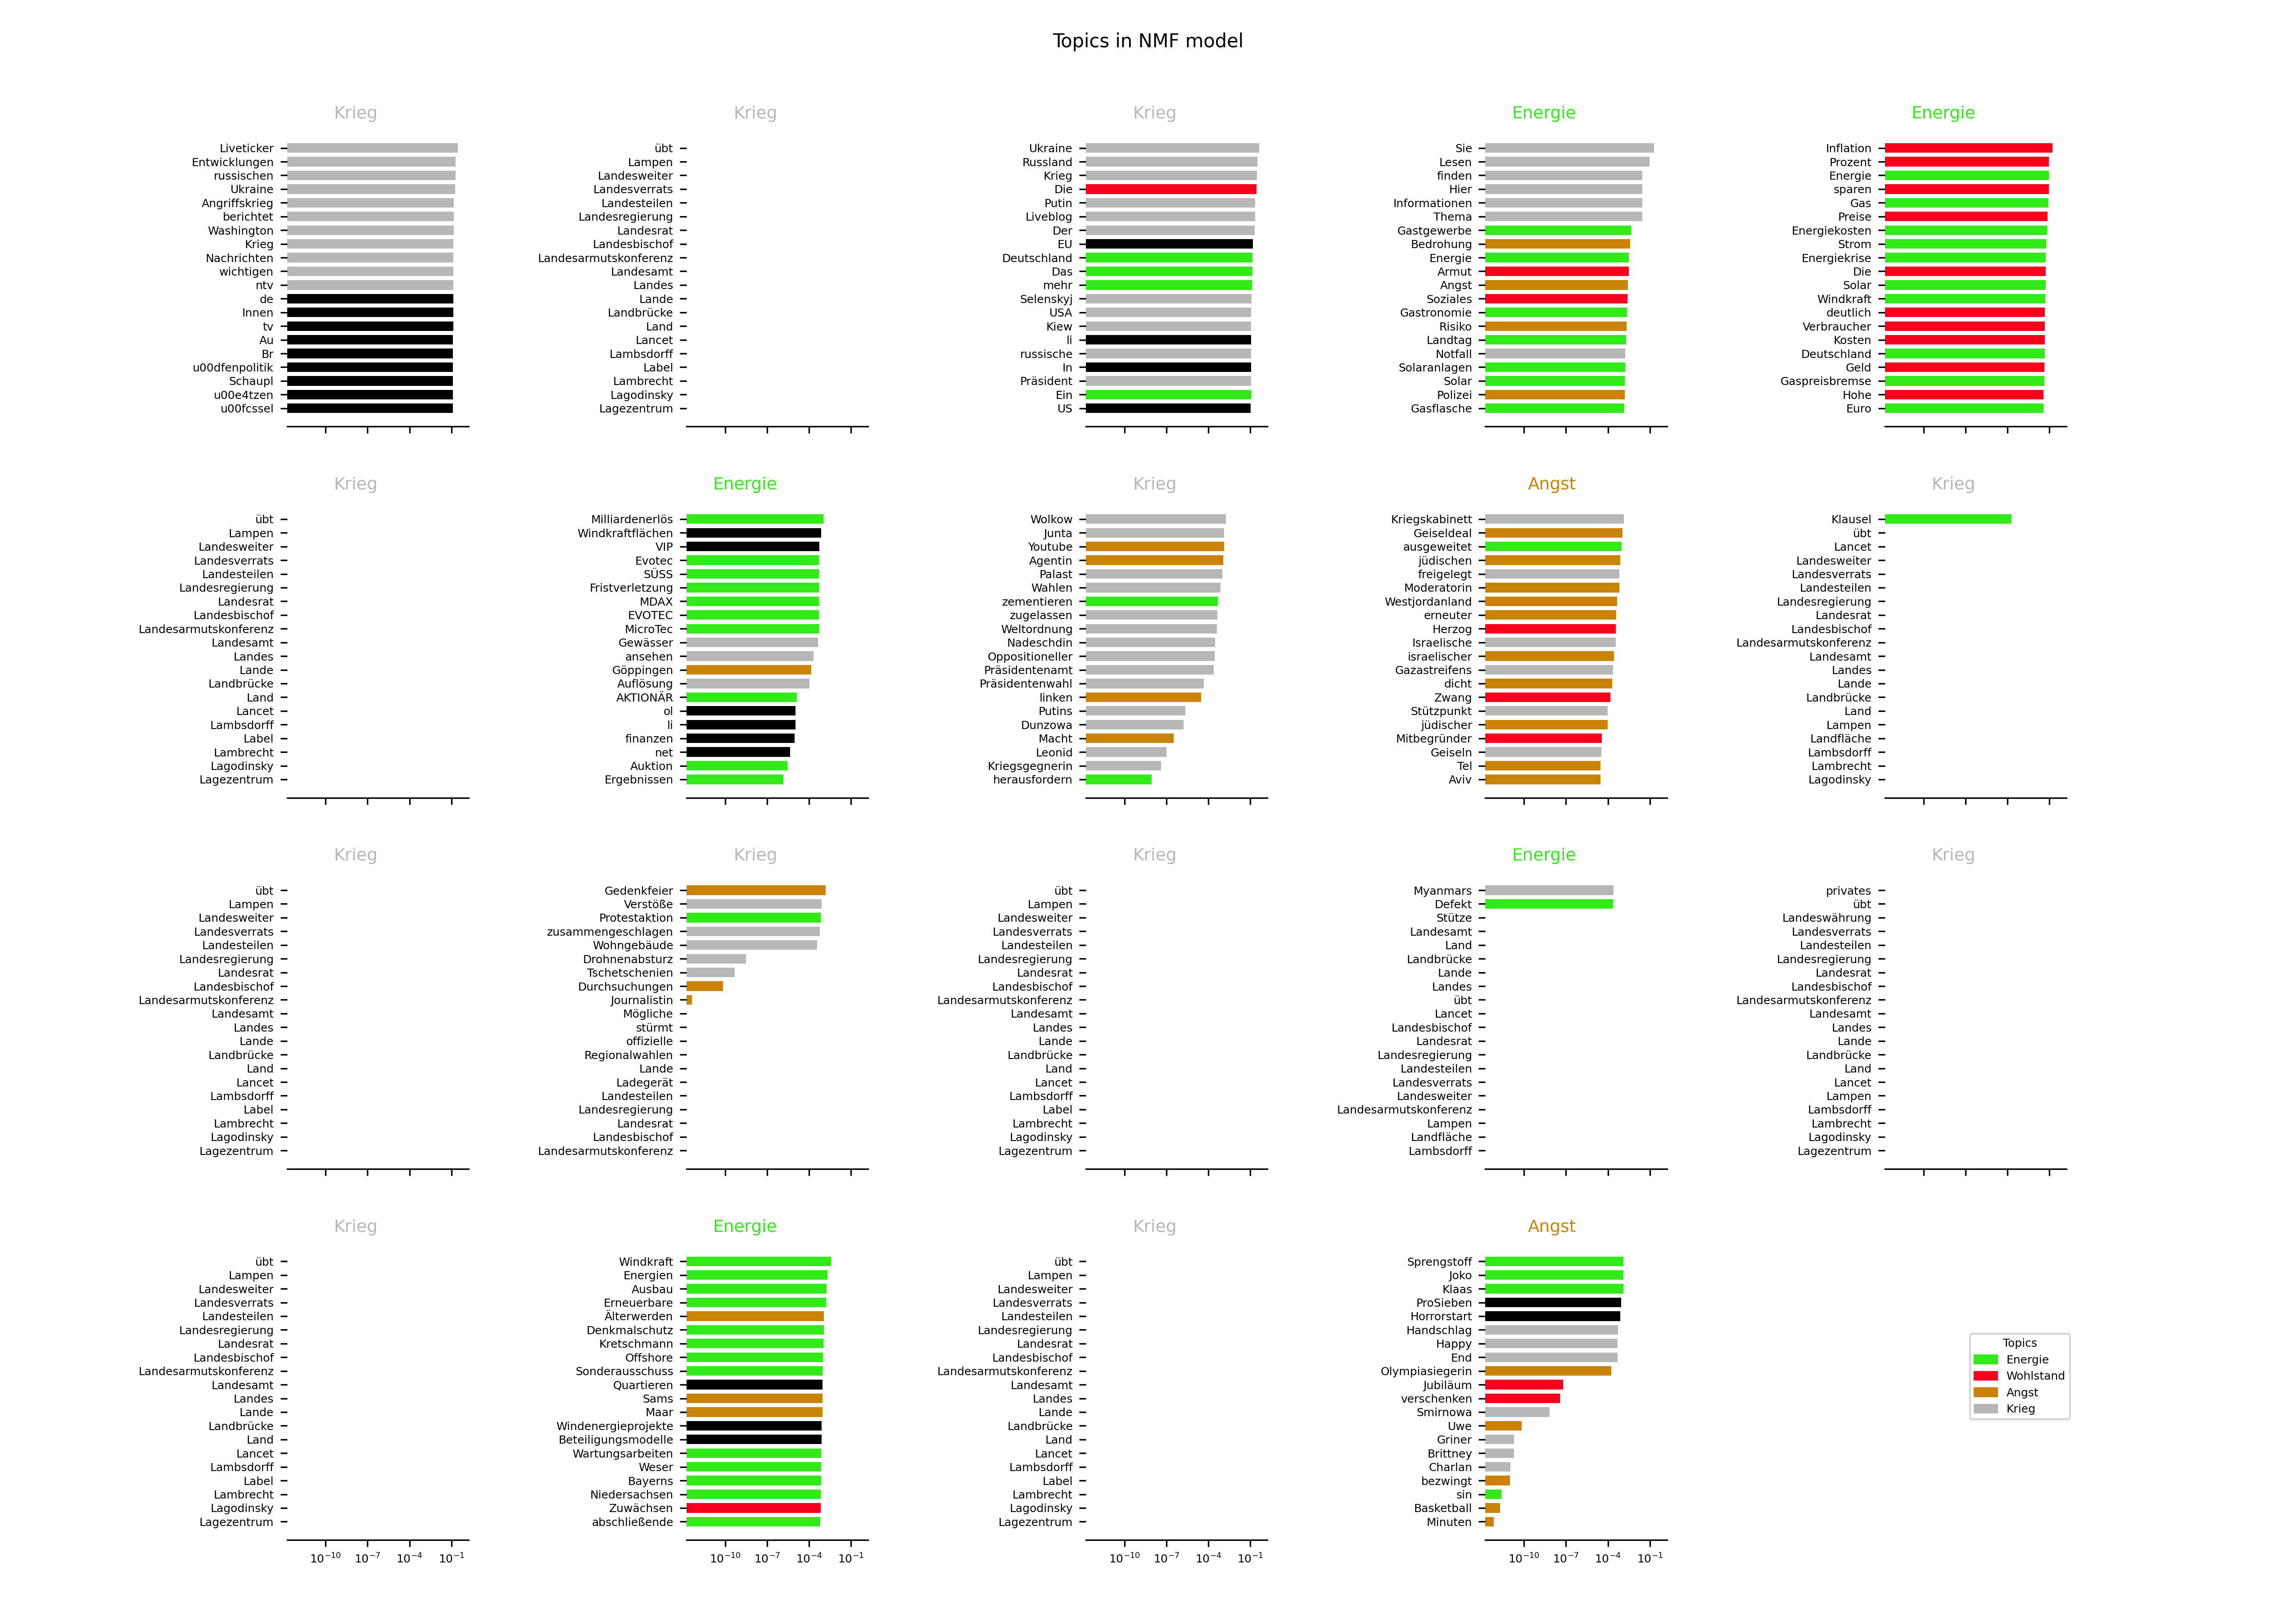 Topics in NMF model
Krieg
Liveticker
Entwicklungen
russischen
Ukraine
Angriffskrieg
berichtet
Washington
Krieg
Nachrichten
wichtigen
ntv
de
Innen
tv
Au
Br
u00dfenpolitik
Schaupl
u00e4tzen
u00fcssel
Krieg
übt
Lampen
Landesweiter
Landesverrats
Landesteilen
Landesregierung
Landesrat
Landesbischof
Landesarmutskonferenz
Landesamt
Landes
Lande
Landbrücke
Land
Lancet
Lambsdorff
Label
Lambrecht
Lagodinsky
Lagezentrum
Krieg
Ukraine
Russland
Krieg
Die
Putin
Liveblog
Der
EU
Deutschland
Das
mehr
Selenskyj
USA
Kiew
li
russische
In
Präsident
Ein
US
Energie
Sie
Lesen
finden
Hier
Informationen
Thema
Gastgewerbe
Bedrohung
Energie
Armut
Angst
Soziales
Gastronomie
Risiko
Landtag
Notfall
Solaranlagen
Solar
Polizei
Gasflasche
Energie
Inflation
Prozent
Energie
sparen
Gas
Preise
Energiekosten
Strom
Energiekrise
Die
Solar
Windkraft
deutlich
Verbraucher
Kosten
Deutschland
Geld
Gaspreisbremse
Hohe
Euro
Krieg
übt
Lampen
Landesweiter
Landesverrats
Landesteilen
Landesregierung
Landesrat
Landesbischof
Landesarmutskonferenz
Landesamt
Landes
Lande
Landbrücke
Land
Lancet
Lambsdorff
Label
Lambrecht
Lagodinsky
Lagezentrum
Energie
Milliardenerlös
Windkraftflächen
VIP
Evotec
SÜSS
Fristverletzung
MDAX
EVOTEC
MicroTec
Gewässer
ansehen
Göppingen
Auflösung
AKTIONÄR
ol
li
finanzen
net
Auktion
Ergebnissen
Krieg
Wolkow
Junta
Youtube
Agentin
Palast
Wahlen
zementieren
zugelassen
Weltordnung
Nadeschdin
Oppositioneller
Präsidentenamt
Präsidentenwahl
linken
Putins
Dunzowa
Macht
Leonid
Kriegsgegnerin
herausfordern
Angst
Kriegskabinett
Geiseldeal
ausgeweitet
jüdischen
freigelegt
Moderatorin
Westjordanland
erneuter
Herzog
Israelische
israelischer
Gazastreifens
dicht
Zwang
Stützpunkt
jüdischer
Mitbegründer
Geiseln
Tel
Aviv
Krieg
Klausel
übt
Lancet
Landesweiter
Landesverrats
Landesteilen
Landesregierung
Landesrat
Landesbischof
Landesarmutskonferenz
Landesamt
Landes
Lande
Landbrücke
Land
Lampen
Landfläche
Lambsdorff
Lambrecht
Lagodinsky
Krieg
übt
Lampen
Landesweiter
Landesverrats
Landesteilen
Landesregierung
Landesrat
Landesbischof
Landesarmutskonferenz
Landesamt
Landes
Lande
Landbrücke
Land
Lancet
Lambsdorff
Label
Lambrecht
Lagodinsky
Lagezentrum
Krieg
Gedenkfeier
Verstöße
Protestaktion
zusammengeschlagen
Wohngebäude
Drohnenabsturz
Tschetschenien
Durchsuchungen
Journalistin
Mögliche
stürmt
offizielle
Regionalwahlen
Lande
Ladegerät
Landesteilen
Landesregierung
Landesrat
Landesbischof
Landesarmutskonferenz
Krieg
übt
Lampen
Landesweiter
Landesverrats
Landesteilen
Landesregierung
Landesrat
Landesbischof
Landesarmutskonferenz
Landesamt
Landes
Lande
Landbrücke
Land
Lancet
Lambsdorff
Label
Lambrecht
Lagodinsky
Lagezentrum
Energie
Myanmars
Defekt
Stütze
Landesamt
Land
Landbrücke
Lande
Landes
übt
Lancet
Landesbischof
Landesrat
Landesregierung
Landesteilen
Landesverrats
Landesweiter
Landesarmutskonferenz
Lampen
Landfläche
Lambsdorff
Krieg
privates
übt
Landeswährung
Landesverrats
Landesteilen
Landesregierung
Landesrat
Landesbischof
Landesarmutskonferenz
Landesamt
Landes
Lande
Landbrücke
Land
Lancet
Lampen
Lambsdorff
Lambrecht
Lagodinsky
Lagezentrum
Krieg
übt
Lampen
Landesweiter
Landesverrats
Landesteilen
Landesregierung
Landesrat
Landesbischof
Landesarmutskonferenz
Landesamt
Landes
Lande
Landbrücke
Land
Lancet
Lambsdorff
Label
Lambrecht
Lagodinsky
Lagezentrum
10⁻¹⁰ 10⁻⁷ 10⁻⁴ 10⁻¹
Energie
Windkraft
Energien
Ausbau
Erneuerbare
Älterwerden
Denkmalschutz
Kretschmann
Offshore
Sonderausschuss
Quartieren
Sams
Maar
Windenergieprojekte
Beteiligungsmodelle
Wartungsarbeiten
Weser
Bayerns
Niedersachsen
Zuwächsen
abschließende
10⁻¹⁰ 10⁻⁷ 10⁻⁴ 10⁻¹
Krieg
übt
Lampen
Landesweiter
Landesverrats
Landesteilen
Landesregierung
Landesrat
Landesbischof
Landesarmutskonferenz
Landesamt
Landes
Lande
Landbrücke
Land
Lancet
Lambsdorff
Label
Lambrecht
Lagodinsky
Lagezentrum
10⁻¹⁰ 10⁻⁷ 10⁻⁴ 10⁻¹
Angst
Sprengstoff
Joko
Klaas
ProSieben
Horrorstart
Handschlag
Happy
End
Olympiasiegerin
Jubiläum
verschenken
Smirnowa
Uwe
Griner
Brittney
Charlan
bezwingt
sin
Basketball
Minuten
10⁻¹⁰ 10⁻⁷ 10⁻⁴ 10⁻¹
Topics
Energie
Wohlstand
Angst
Krieg